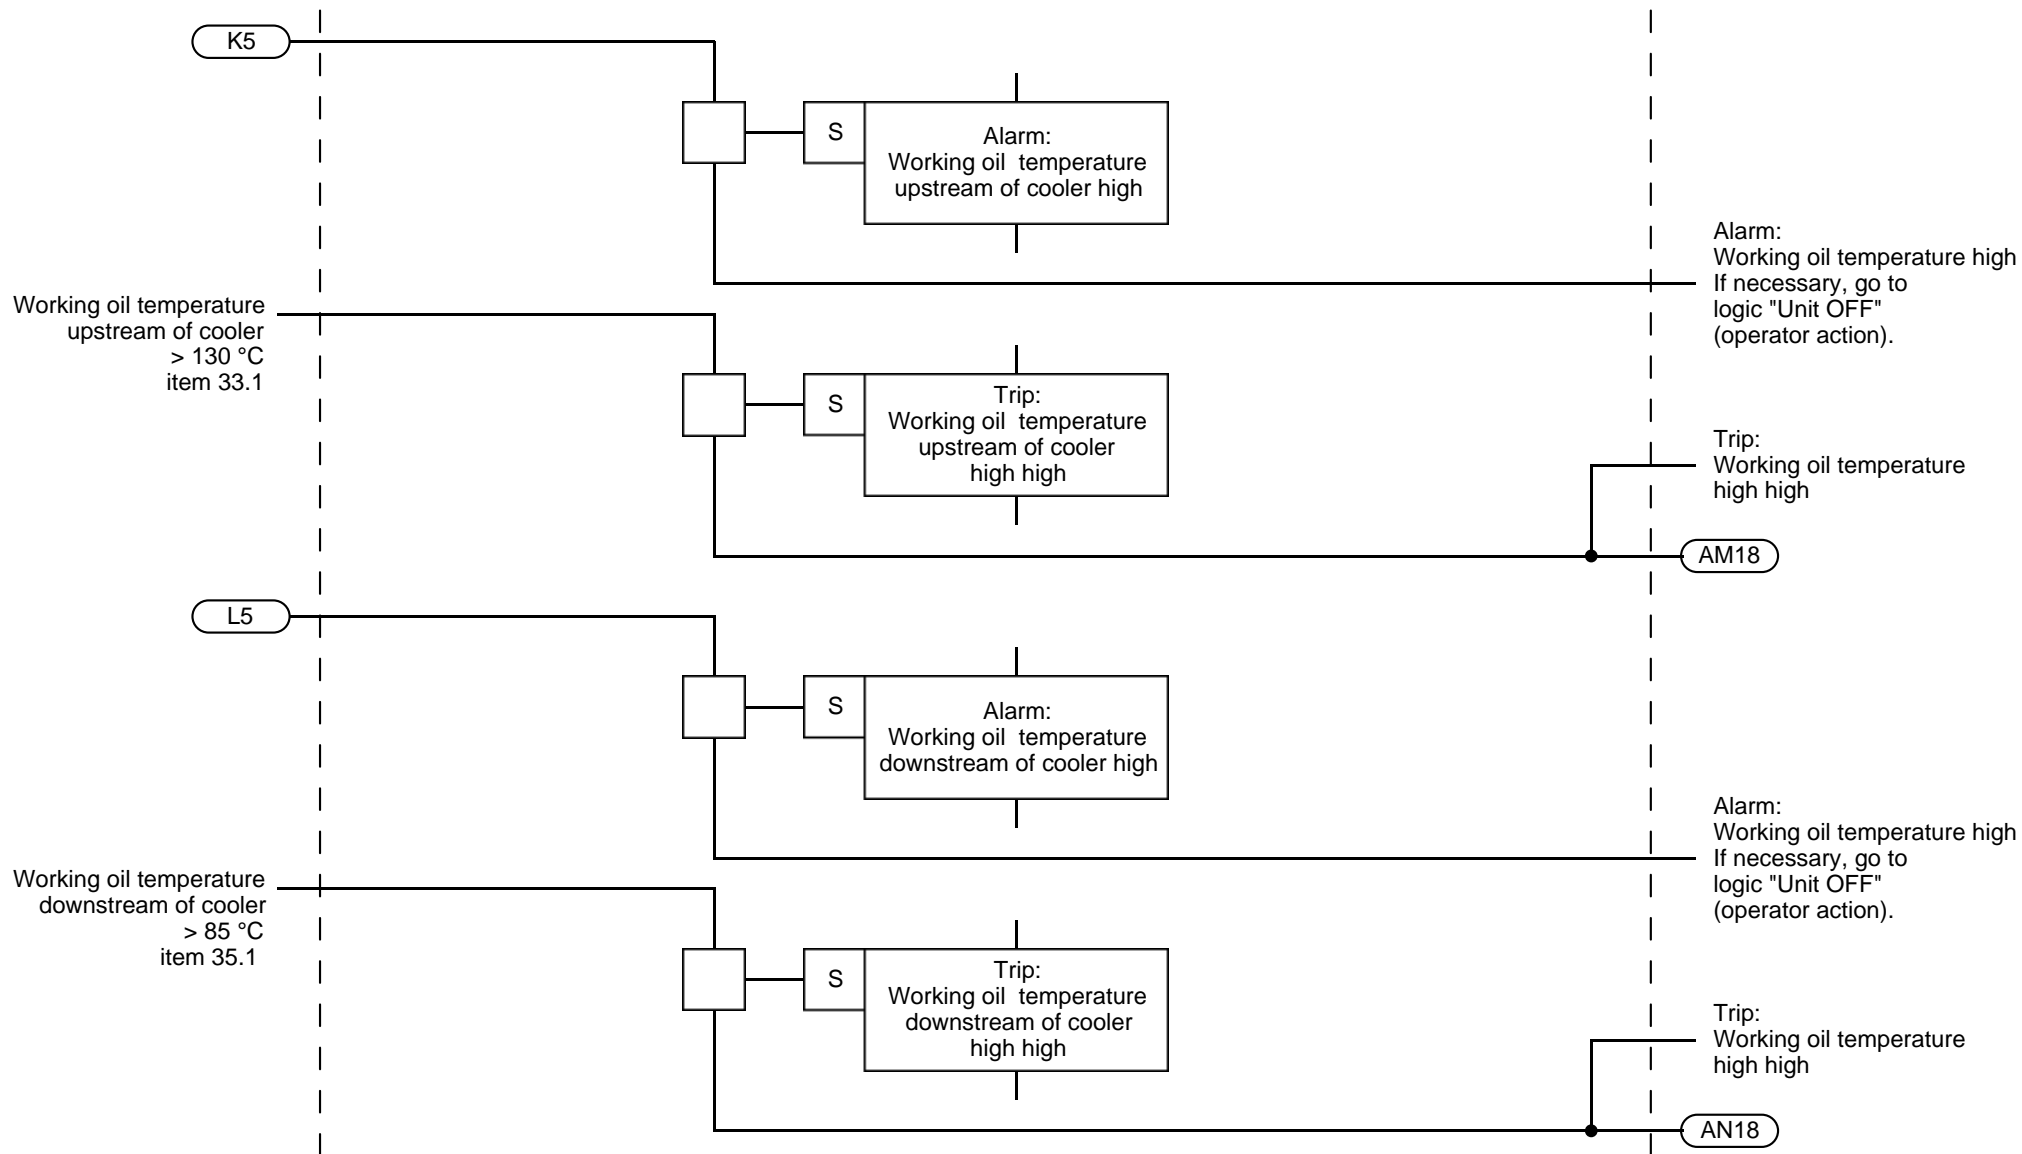 K5
S
Alarm:
Working oil temperature
upstream of cooler high
Alarm:
Working oil temperature high
If necessary, go to
logic "Unit OFF"
(operator action).
Working oil temperature
upstream of cooler
> 130 °C
item 33.1
S
Trip:
Working oil temperature
upstream of cooler
high high
Trip:
Working oil temperature
high high
AM18
L5
S
Alarm:
Working oil temperature
downstream of cooler high
Alarm:
Working oil temperature high
If necessary, go to
logic "Unit OFF"
(operator action).
Working oil temperature
downstream of cooler
> 85 °C
item 35.1
S
Trip:
Working oil temperature
downstream of cooler
high high
Trip:
Working oil temperature
high high
AN18